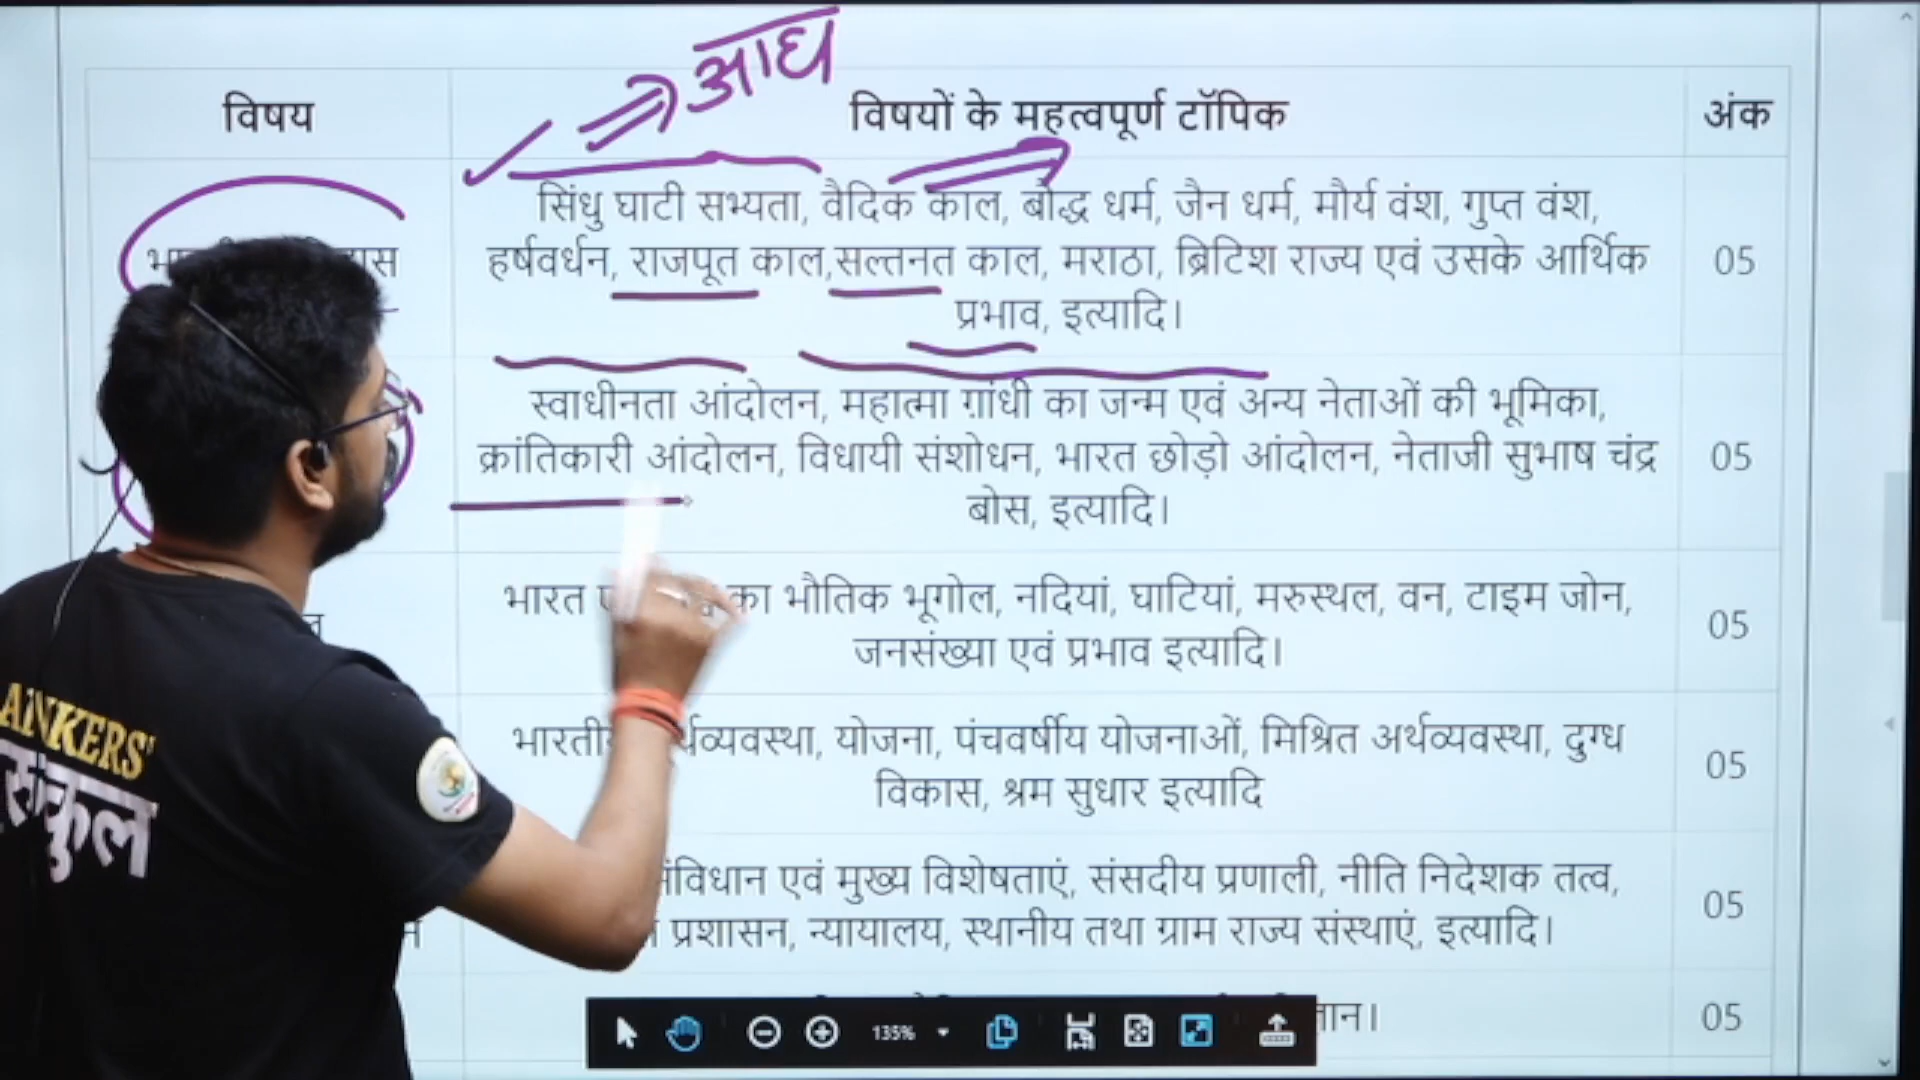 आध
विषय
विषयों के महत्वपूर्ण टॉपिक
अंक
सिंधु घाटी सभ्यता, वैदिक काल, बौद्ध धर्म, जैन धर्म, मौर्य वंश, गुप्त वंश,
हर्षवर्धन, राजपूत काल,सल्तनत काल, मराठा, ब्रिटिश राज्य एवं उसके आर्थिक
प्रभाव, इत्यादि।
05
स्वाधीनता आंदोलन, महात्मा गांधी का जन्म एवं अन्य नेताओं की भूमिका,
क्रांतिकारी आंदोलन, विधायी संशोधन, भारत छोड़ो आंदोलन, नेताजी सुभाष चंद्र
बोस, इत्यादि।
05
भारत का भौतिक भूगोल, नदियां, घाटियां, मरुस्थल, वन, टाइम जोन,
जनसंख्या एवं प्रभाव इत्यादि।
05
योजना, पंचवर्षीय योजनाओं, मिश्रित अर्थव्यवस्था, दुग्ध
विकास, श्रम सुधार इत्यादि
05
एवं मुख्य विशेषताएं, संसदीय प्रणाली, नीति निदेशक तत्व,
प्रशासन, न्यायालय, स्थानीय तथा ग्राम राज्य संस्थाएं, इत्यादि।
05
05
135%